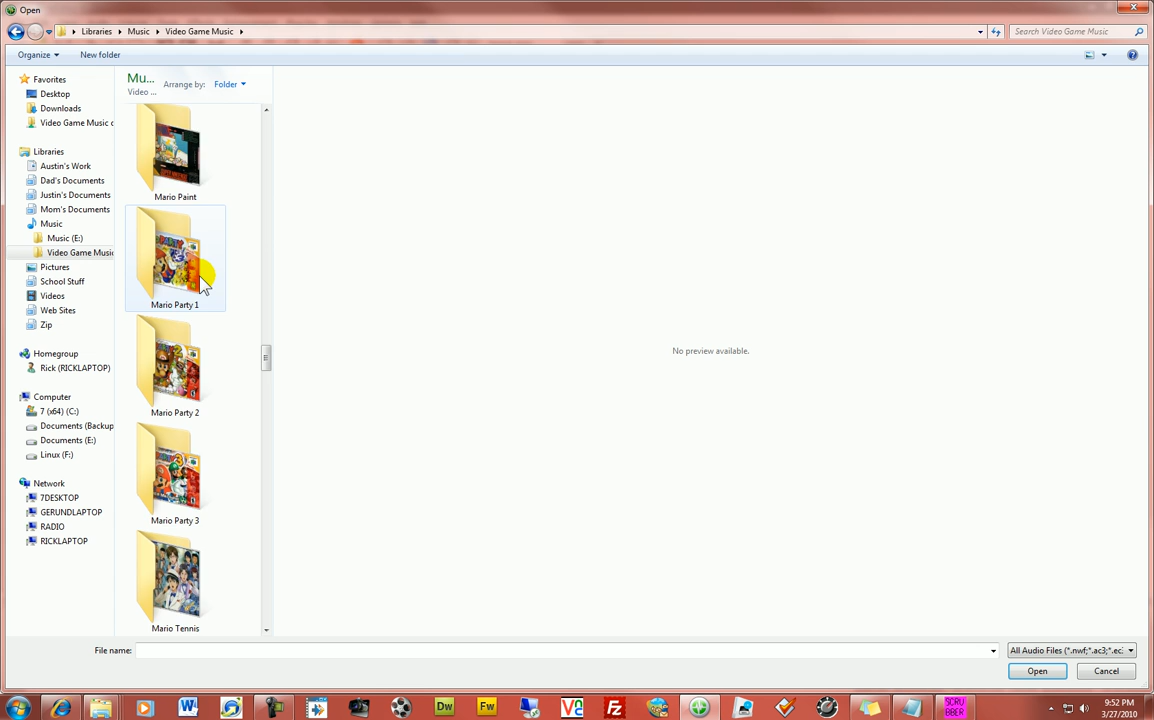 Open
Libraries
Music
Video Game Music
Search Video Game Music
Organize
New folder
Favorites
Desktop
Downloads
Video Game Music c
Libraries
Austin's Work
Dad's Documents
Justin's Documents
Mom's Documents
Music
Music (E:)
Video Game Music
Pictures
School Stuff
Videos
Web Sites
Zip
Homegroup
Rick (RICKLAPTOP)
Computer
7 (x64) (C:)
Documents (Backup
Documents (E:)
Linux (F:)
Network
7DESKTOP
GERUNDLAPTOP
RADIO
RICKLAPTOP
Mu...
Video ...
Arrange by:
Folder
Mario Paint
Mario Party 1
Mario Party 2
Mario Party 3
Mario Tennis
No preview available.
File name:
All Audio Files (*.nwf;*.ac3;*.ec
Open
Cancel
W
Dw
Fw
SCRU
BBER
9:52 PM
3/27/2010